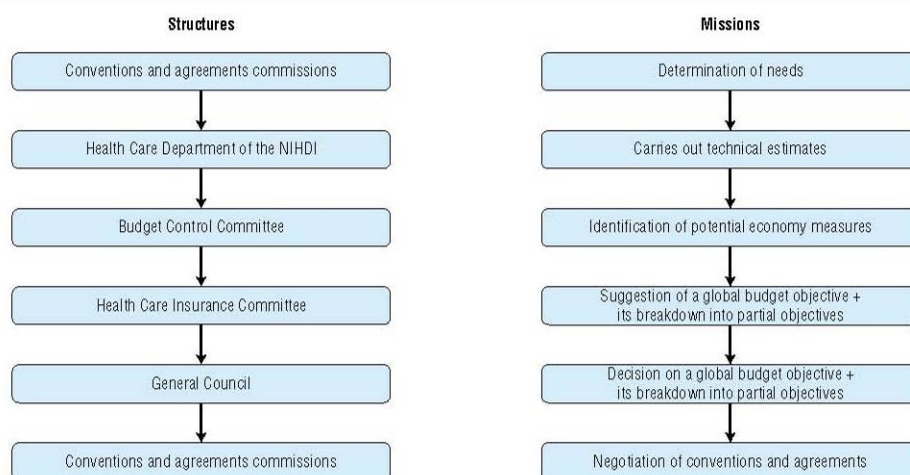 Structures
Conventions and agreements commissions
Health Care Department of the NIHDI
Budget Control Committee
Health Care Insurance Committee
General Council
Conventions and agreements commissions
Missions
Determination of needs
Carries out technical estimates
Identification of potential economy measures
Suggestion of a global budget objective +
its breakdown into partial objectives
Decision on a global budget objective +
its breakdown into partial objectives
Negotiation of conventions and agreements